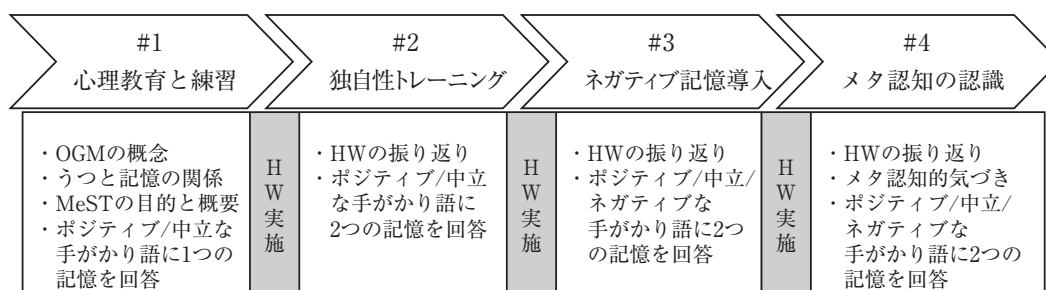 #1
心理教育と練習
#2
独自性トレーニング
#3
ネガティブ記憶導入
#4
メタ認知の認識
・OGMの概念
・うつと記憶の関係
・MeSTの目的と概要
・ポジティブ/中立な
手がかり語に1つの
記憶を回答
HW実施
・HWの振り返り
・ポジティブ/中立
な手がかり語に
2つの記憶を回答
HW実施
・HWの振り返り
・ポジティブ/中立/
ネガティブな
手がかり語に2つ
の記憶を回答
HW実施
・HWの振り返り
・メタ認知的気づき
・ポジティブ/中立/
ネガティブな
手がかり語に2つの
記憶を回答